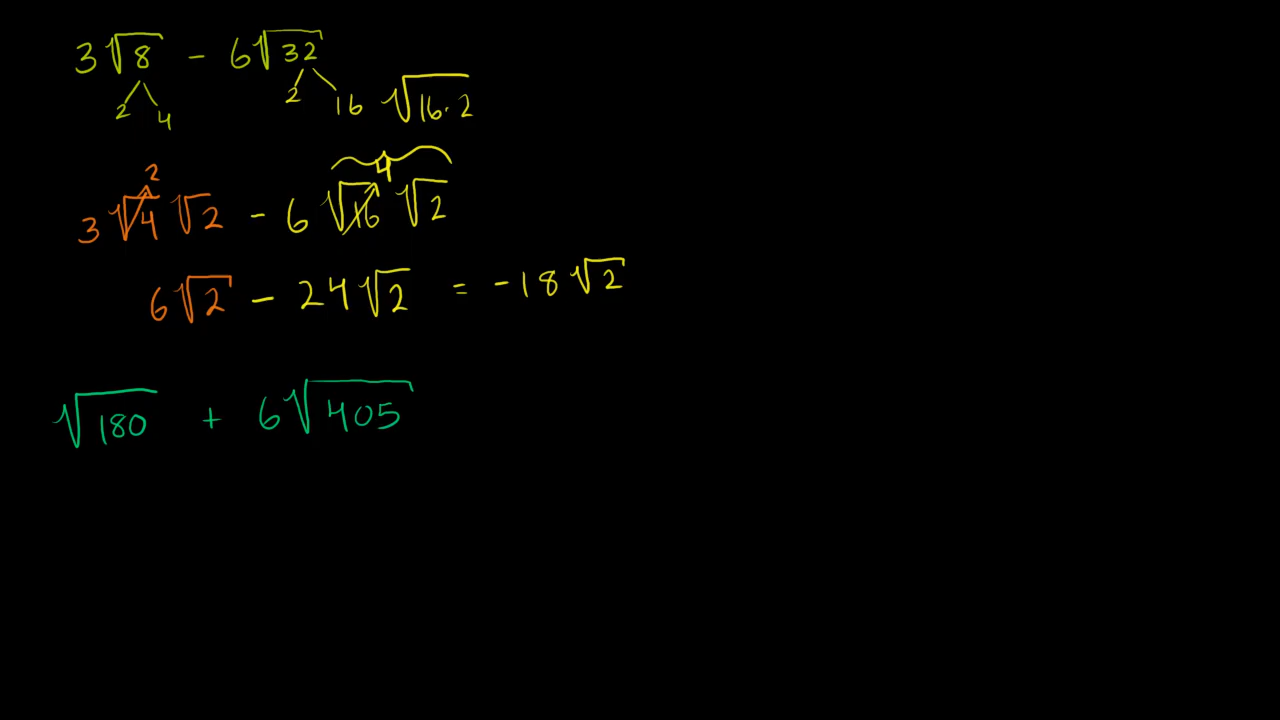 3√8 - 6√32
2 4 2 16 √16·2
2 4
3√4 √2 - 6√16 √2
6√2 - 24√2 = -18√2
√180 + 6√405